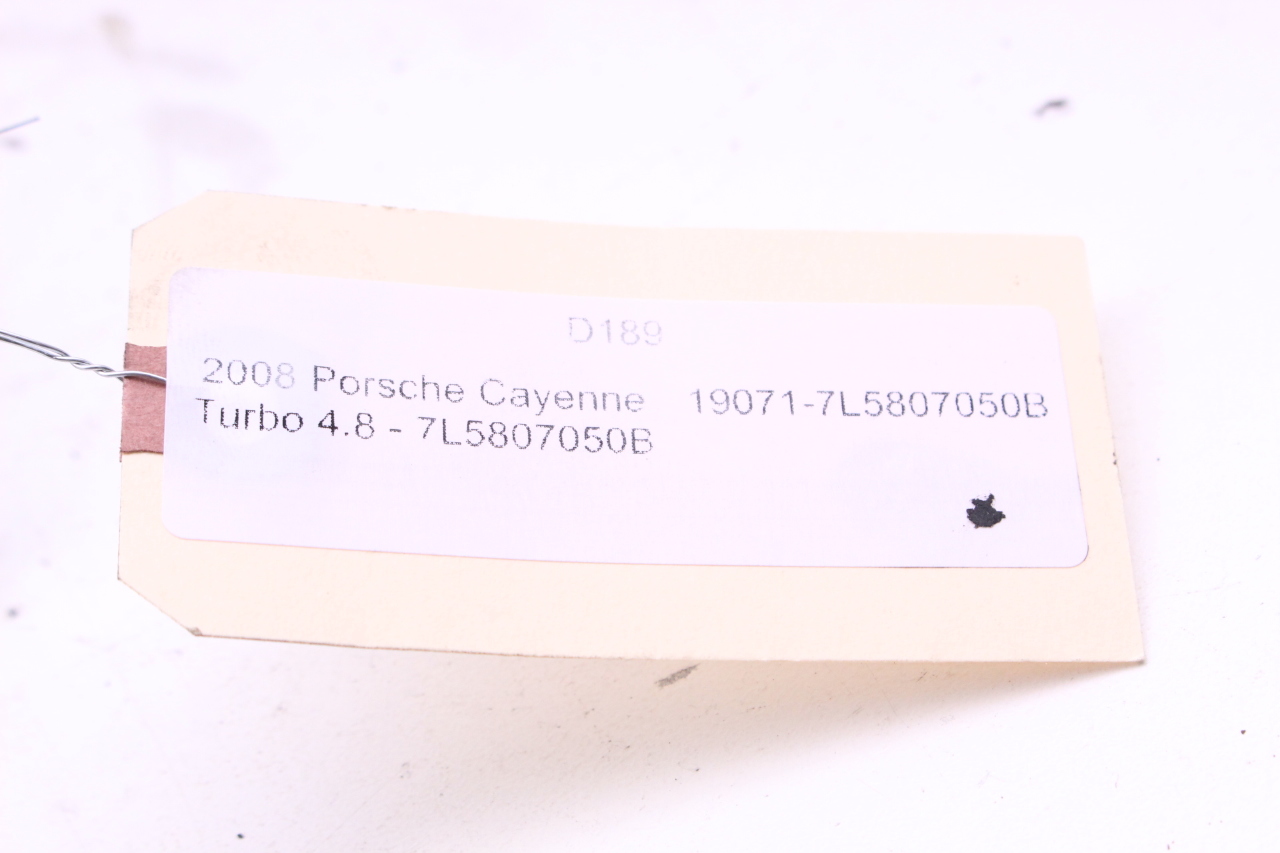 D189
2008 Porsche Cayenne
Turbo 4.8 - 7L5807050B
19071-7L5807050B